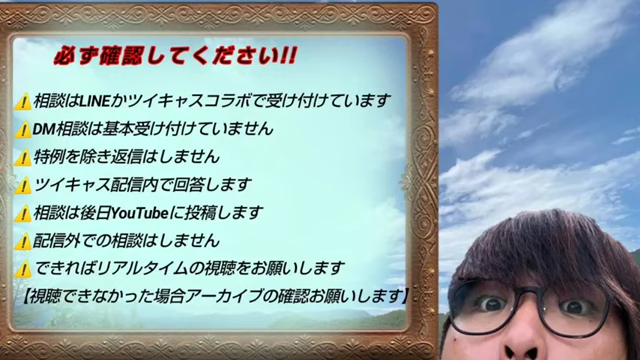 必ず確認してください!!
⚠️相談はLINEかツイキャスコラボで受け付けています
⚠️DM相談は基本受け付けていません
⚠️特例を除き返信はしません
⚠️ツイキャス配信内で回答します
⚠️相談は後日YouTubeに投稿します
⚠️配信外での相談はしません
⚠️できればリアルタイムの視聴をお願いします
【視聴できなかった場合アーカイブの確認お願いします】